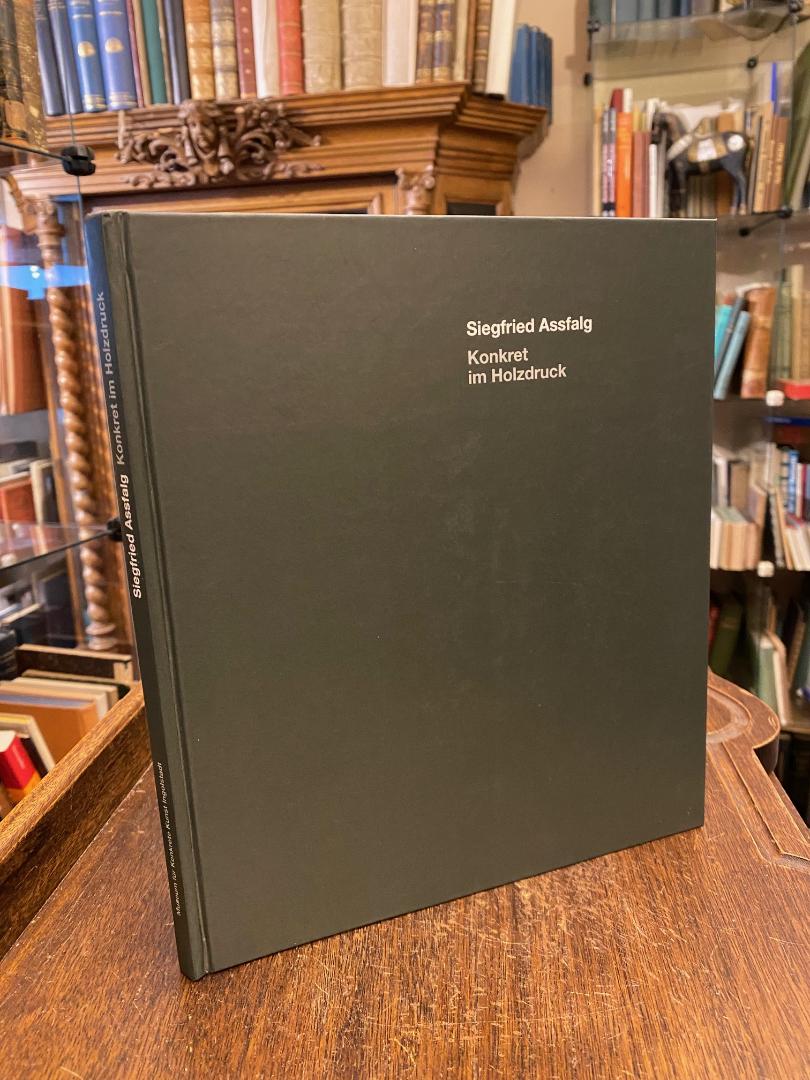 Siegfried Assfalg
Konkret
im Holzdruck
Siegfried Assfalg Konkret im Holzdruck
Museum für Konkrete Kunst Ingolstadt